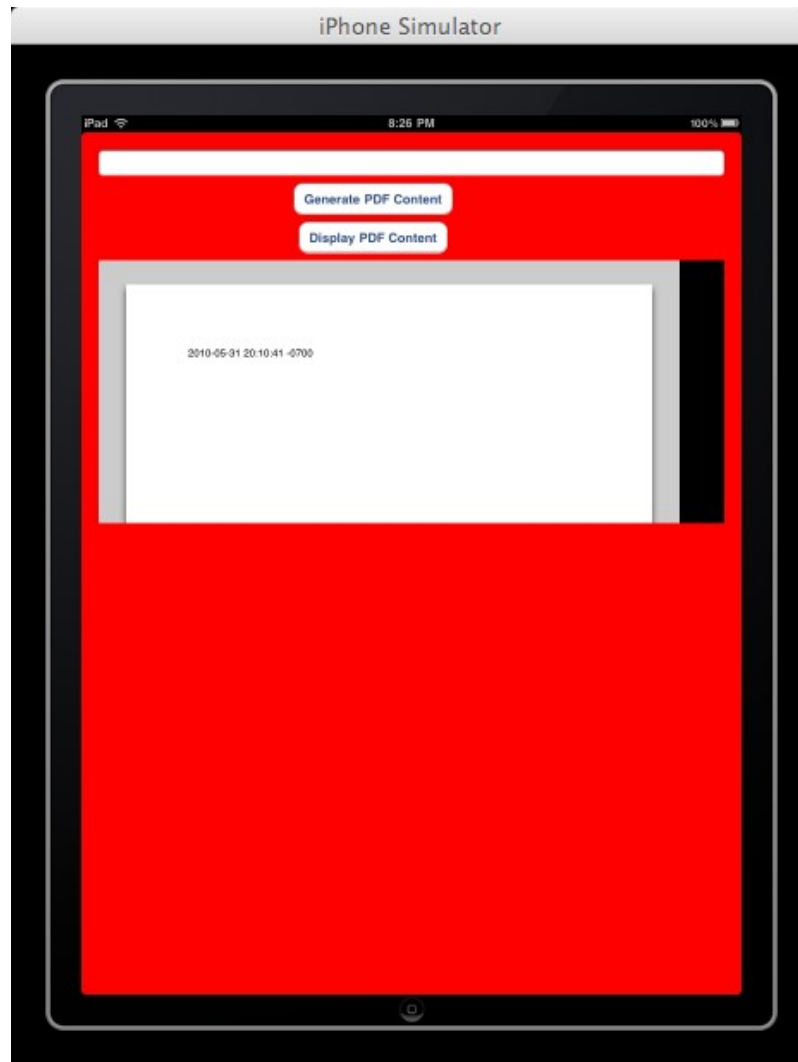 iPhone Simulator
iPad 8:26 PM 100%
Generate PDF Content
Display PDF Content
2010-05-31 20:10:41 -0700